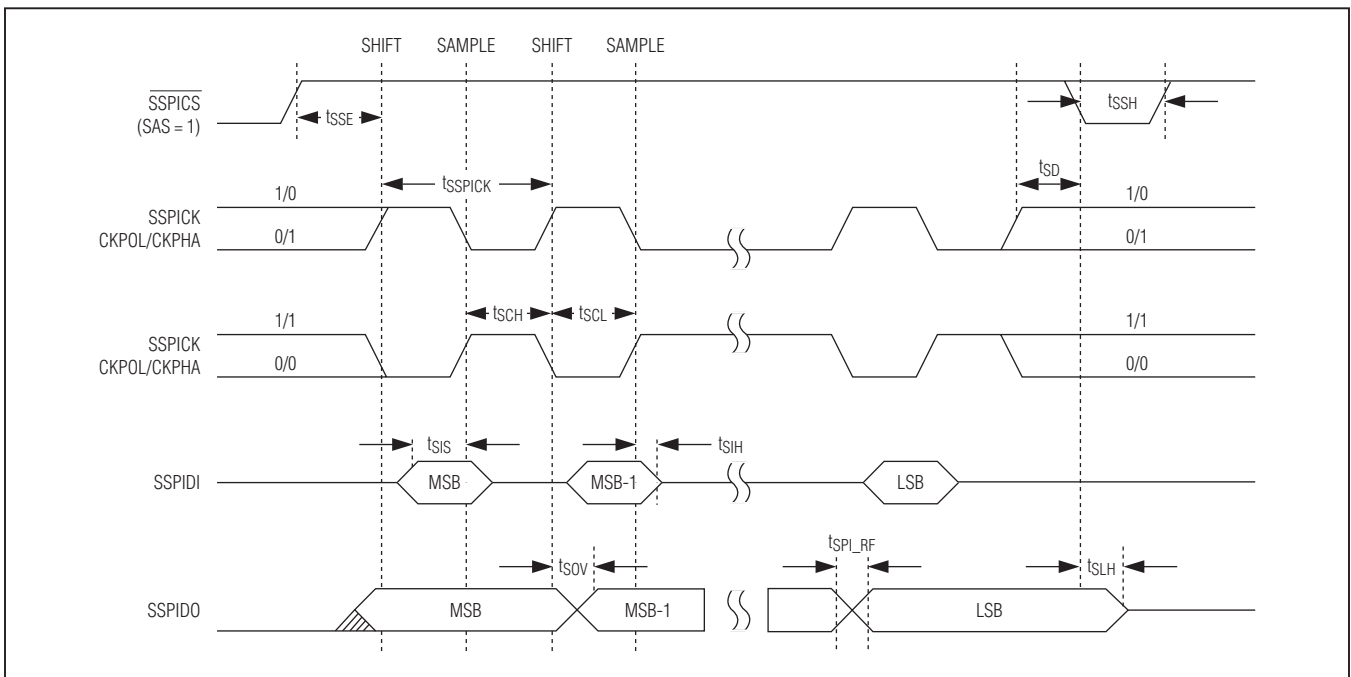 SHIFT SAMPLE SHIFT SAMPLE
SSPICS
(SAS = 1)
tSSE
tSSH
tSSPICK
tSD
SSPICK
CKPOL/CKPHA
1/0
0/1
1/0
0/1
tSCH
tSCL
SSPICK
CKPOL/CKPHA
1/1
0/0
1/1
0/0
tSIS
tSIH
SSPIDI
MSB
MSB-1
LSB
tSOV
tSPI_RF
tSLH
SSPIDO
MSB
MSB-1
LSB